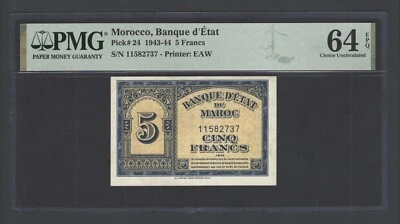 PMG
PAPER MONEY GUARANTY
Morocco, Banque d'État
Pick# 24 1943-44 5 Francs
S/N 11582737 - Printer: EAW
64 EPQ
Choice Uncirculated
BANQUE D'ÉTAT
DU
MAROC
5
11582737
CINQ
FRANCS